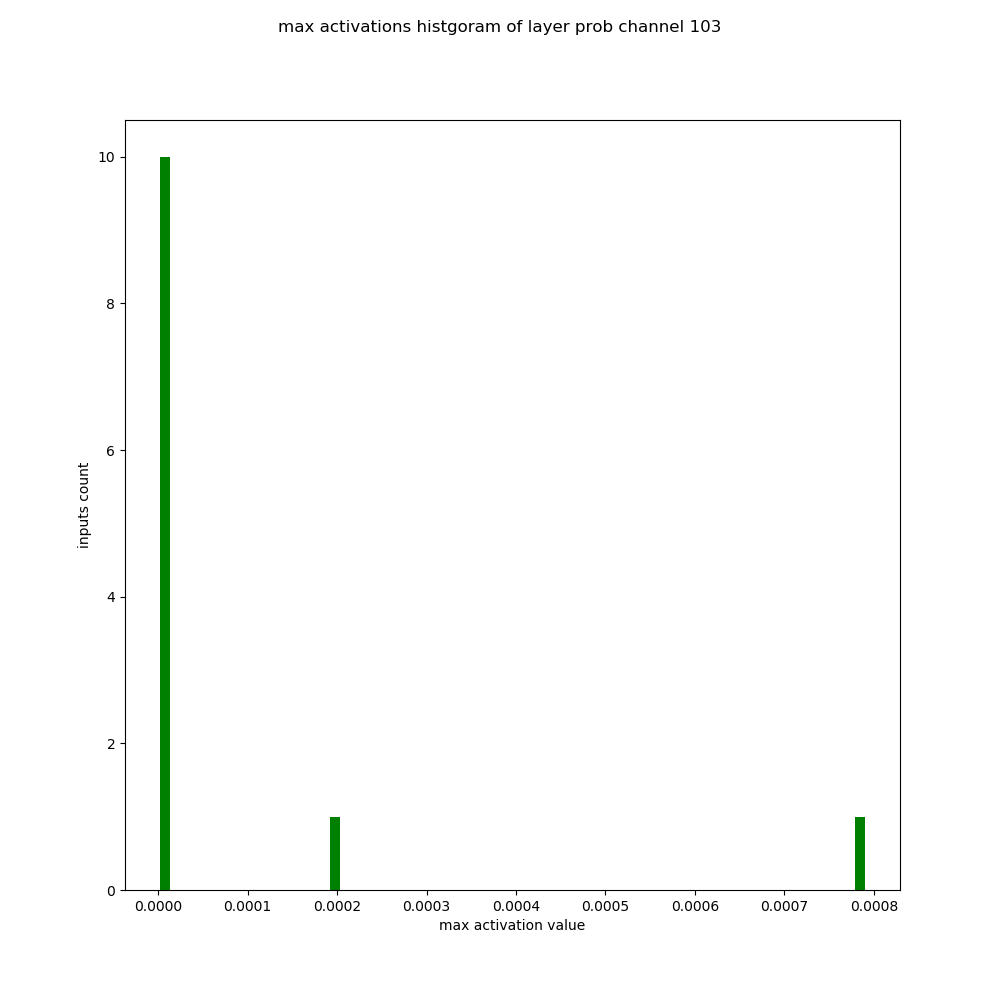 max activations histgoram of layer prob channel 103
10
8
6
4
2
0
inputs count
0.0000 0.0001 0.0002 0.0003 0.0004 0.0005 0.0006 0.0007 0.0008
max activation value